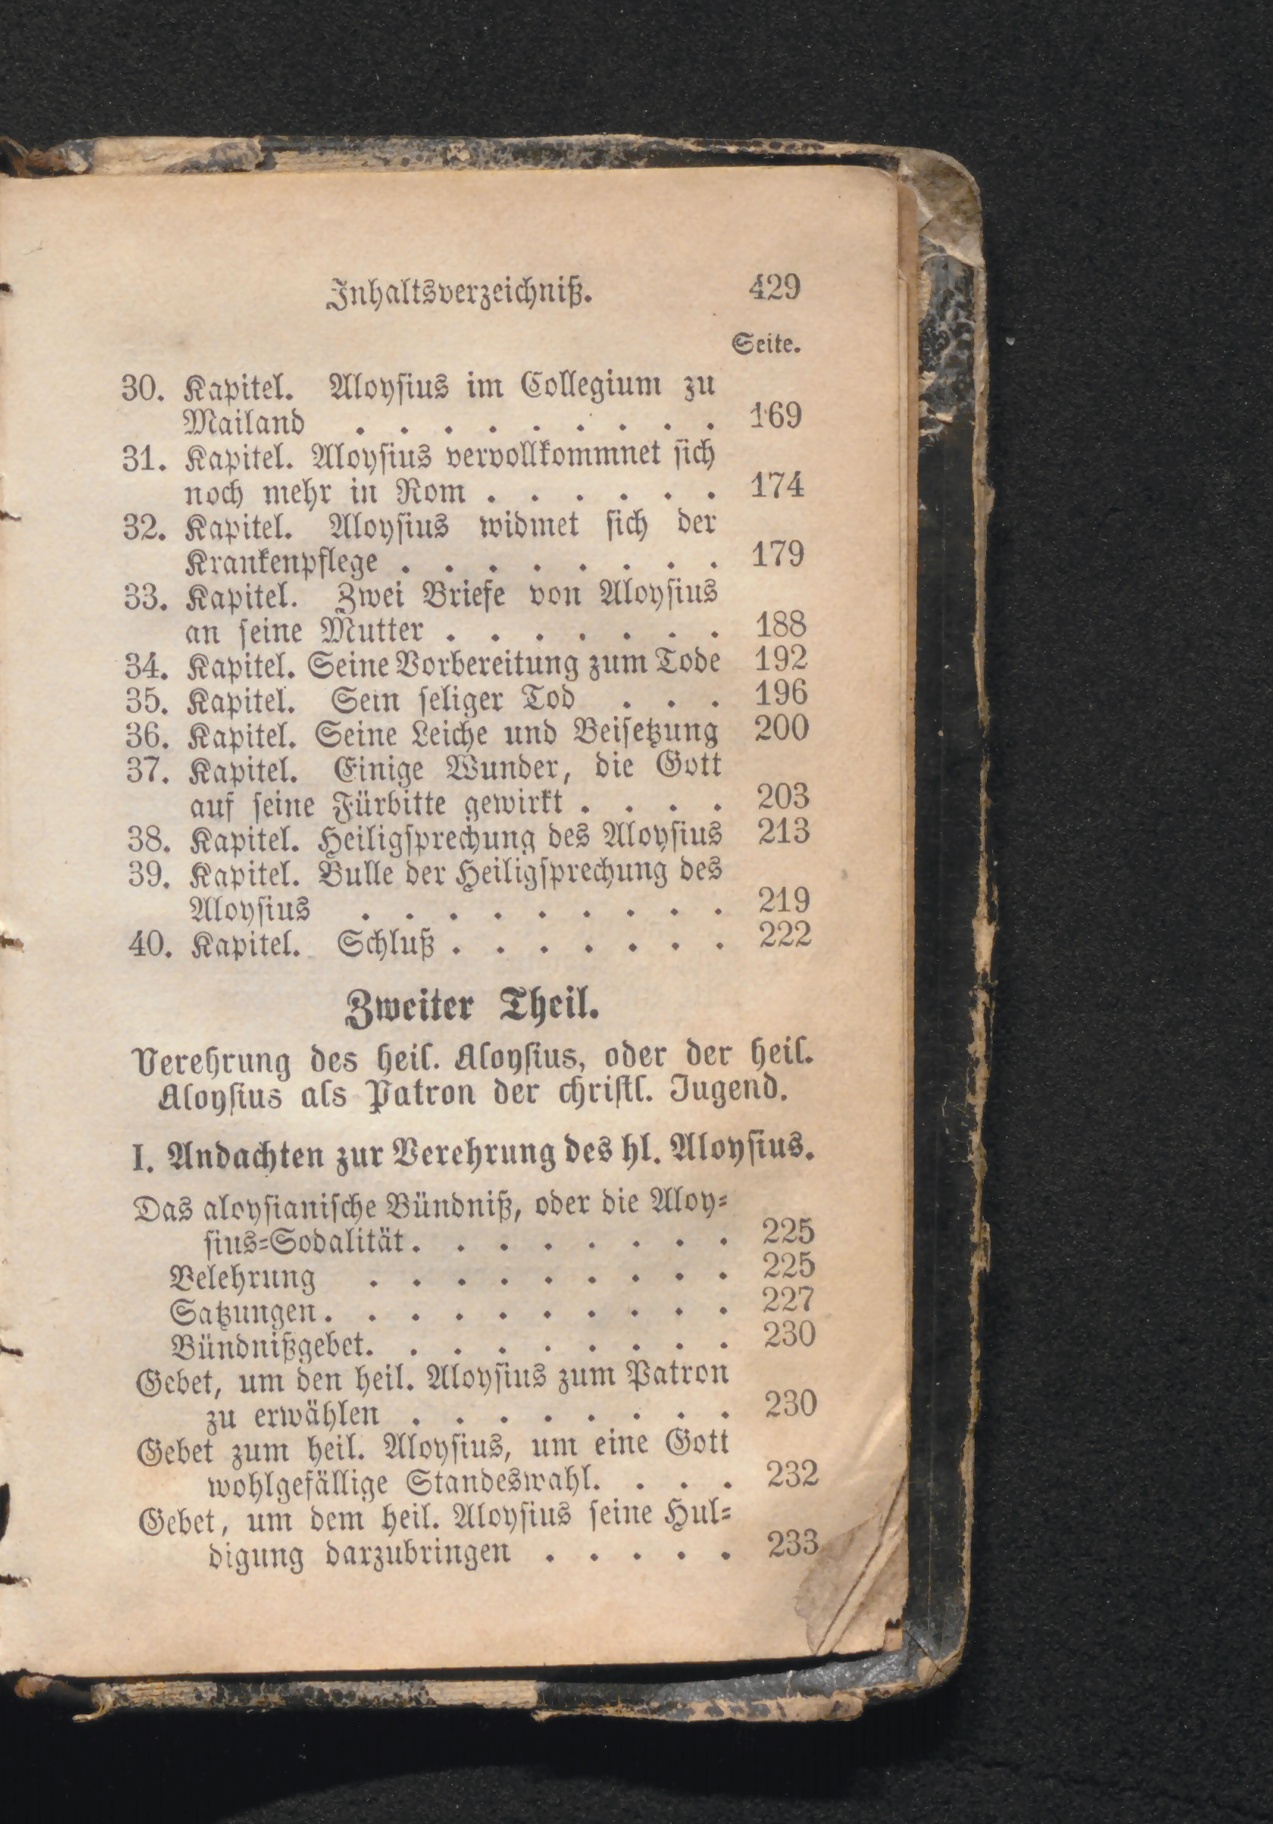 Inhaltsverzeichniß. 429
Seite.
30. Kapitel. Aloysius im Collegium zu
Mailand . . . . . . . . . 169
31. Kapitel. Aloysius vervollkommnet sich
noch mehr in Rom . . . . . . 174
32. Kapitel. Aloysius widmet sich der
Krankenpflege . . . . . . . . 179
33. Kapitel. Zwei Briefe von Aloysius
an seine Mutter . . . . . . . 188
34. Kapitel. Seine Vorbereitung zum Tode 192
35. Kapitel. Sein seliger Tod . . . 196
36. Kapitel. Seine Leiche und Beisetzung 200
37. Kapitel. Einige Wunder, die Gott
auf seine Fürbitte gewirkt . . . . 203
38. Kapitel. Heiligsprechung des Aloysius 213
39. Kapitel. Bulle der Heiligsprechung des
Aloysius . . . . . . . . . 219
40. Kapitel. Schluß . . . . . . . 222
Zweiter Theil.
Verehrung des heil. Aloysius, oder der heil.
Aloysius als Patron der christl. Jugend.
I. Andachten zur Verehrung des hl. Aloysius.
Das aloysianische Bündniß, oder die Aloy-
sius-Sodalität. . . . . . . . 225
Belehrung . . . . . . . . . 225
Satzungen. . . . . . . . . . 227
Bündnißgebet. . . . . . . . . 230
Gebet, um den heil. Aloysius zum Patron
zu erwählen . . . . . . . . 230
Gebet zum heil. Aloysius, um eine Gott
wohlgefällige Standeswahl. . . . 232
Gebet, um dem heil. Aloysius seine Hul-
digung darzubringen . . . . . 233